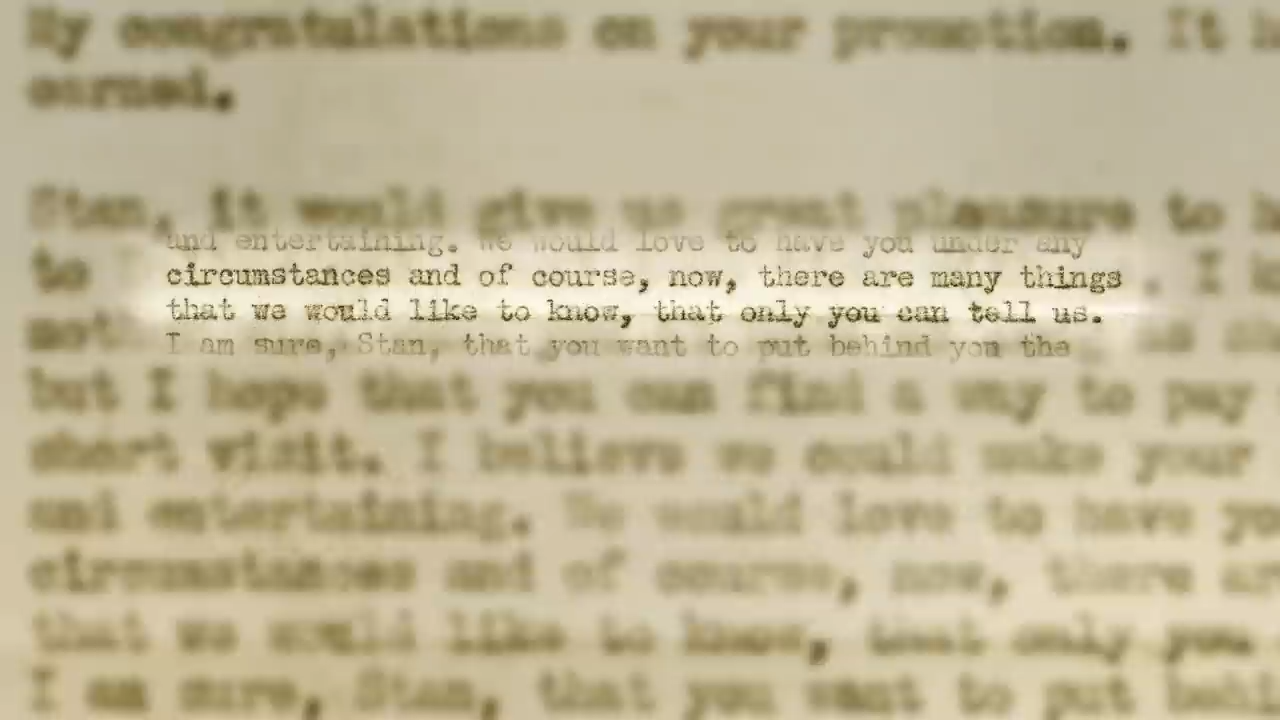 My congratulations on your promotion. It
earned.
Stan, it would give us great pleasure to
to
and entertaining. We would love to have you under any
circumstances and of course, now, there are many things
that we would like to know, that only you can tell us.
I am sure, Stan, that you want to put behind you the
but I hope that you can find a way to pay
short visit. I believe we could make your
and entertaining. We would love to have
circumstances and of course, now, there
that we would like to know, that only you
I am sure, Stan, that you want to put